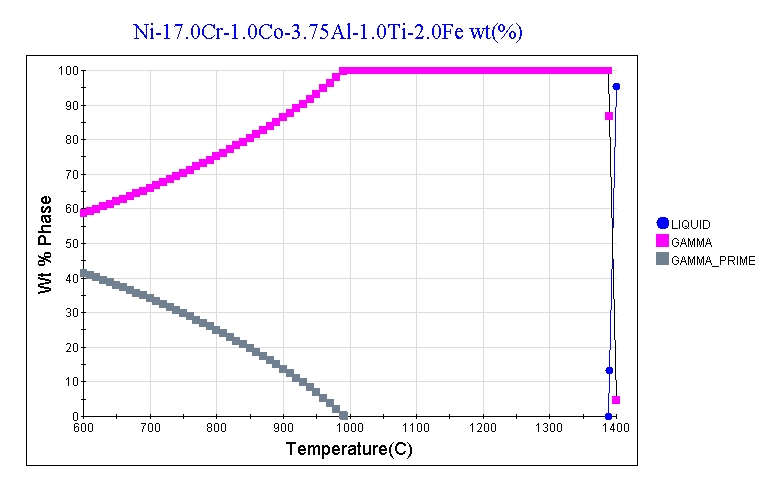 Ni-17.0Cr-1.0Co-3.75Al-1.0Ti-2.0Fe wt(%)
100
90
80
70
60
50
40
30
20
10
0
Wt % Phase
600 700 800 900 1000 1100 1200 1300 1400
Temperature(C)
LIQUID
GAMMA
GAMMA_PRIME